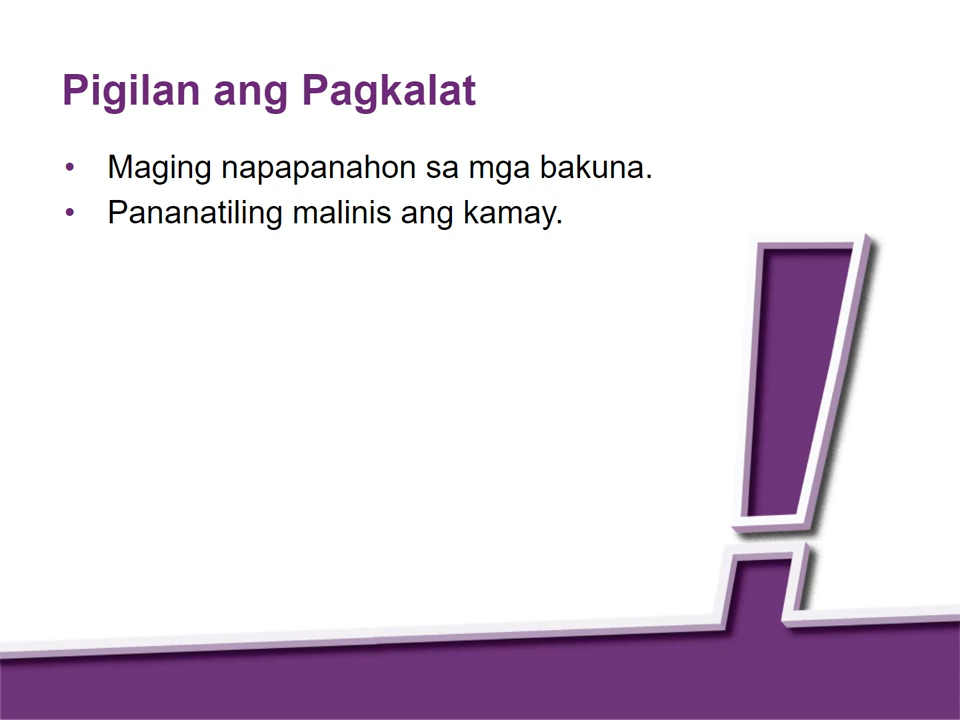 Pigilan ang Pagkalat
• Maging napapanahon sa mga bakuna.
• Pananatiling malinis ang kamay.